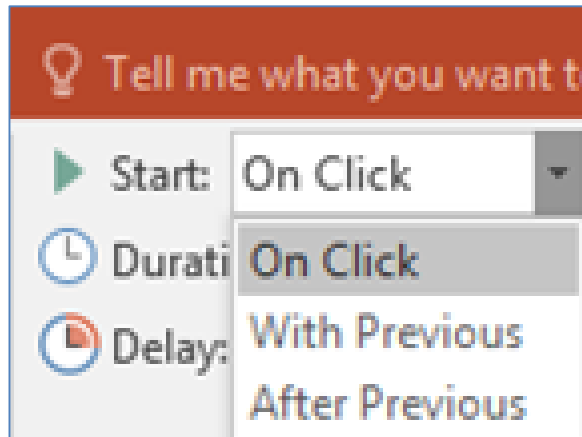 Tell me what you want t
Start: On Click
Durati On Click
With Previous
Delay:
After Previous